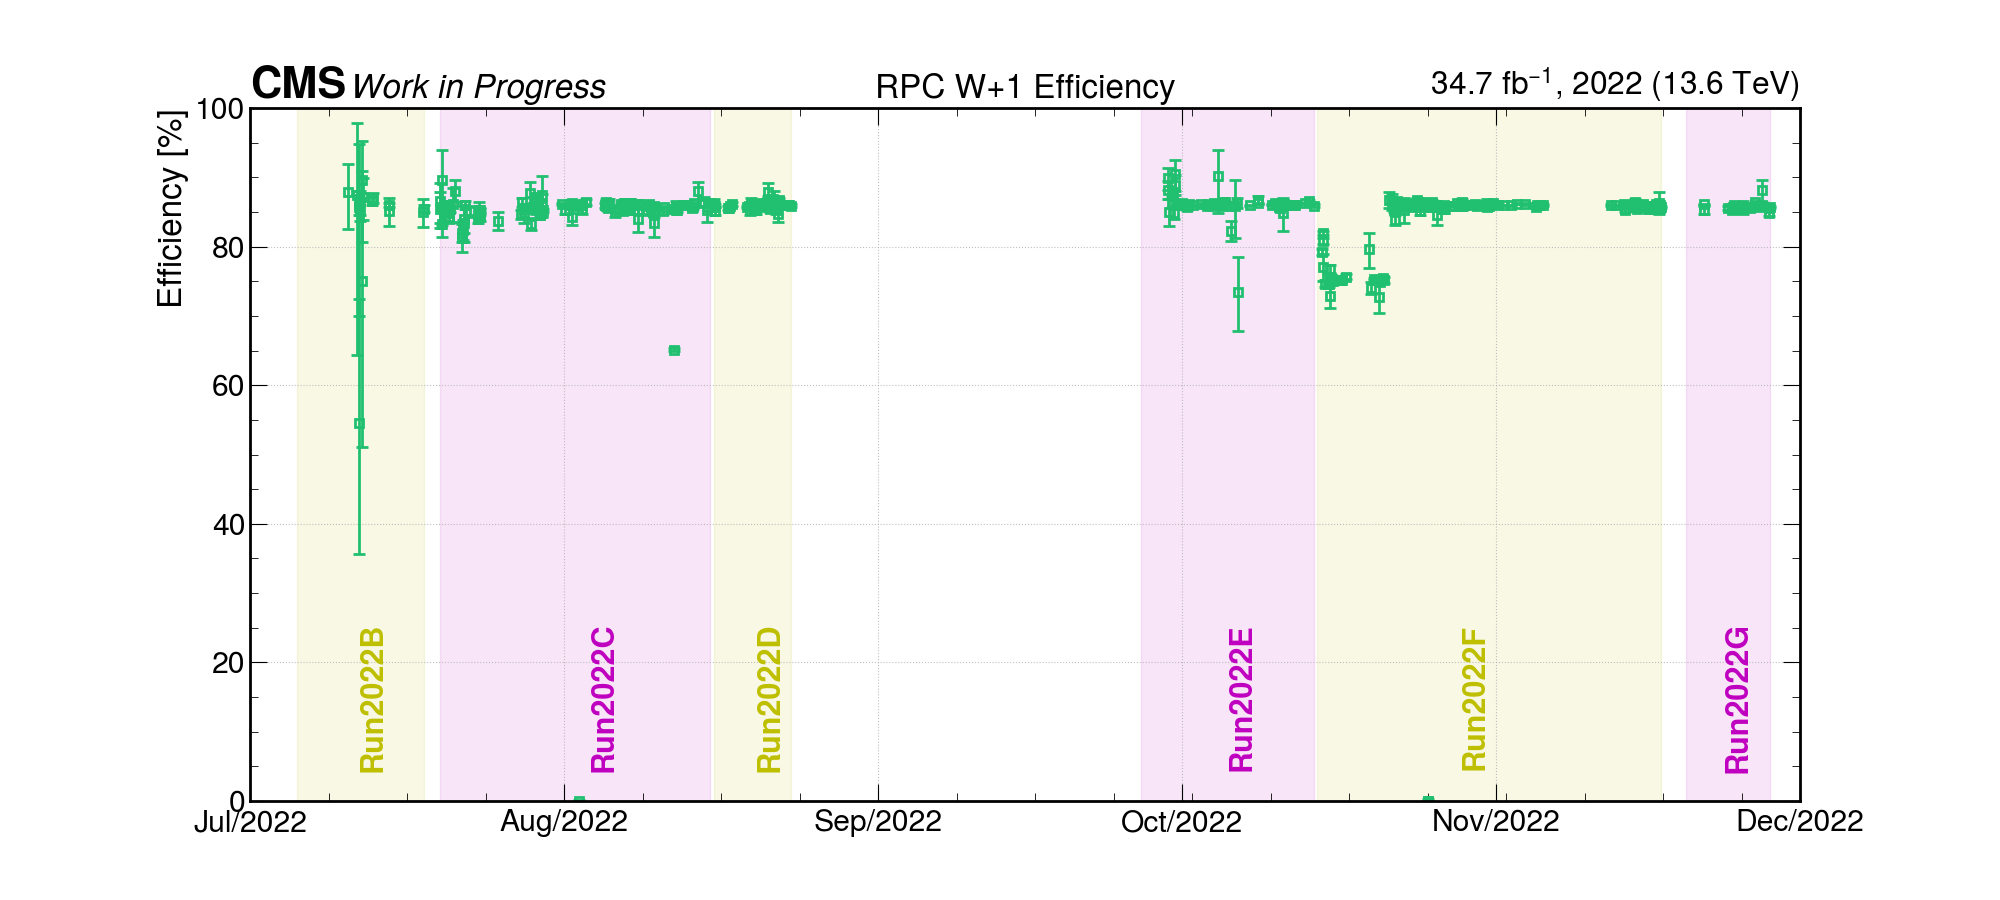 CMS Work in Progress
RPC W+1 Efficiency
34.7 fb⁻¹, 2022 (13.6 TeV)
Efficiency [%]
100
80
60
40
20
0
Run2022B
Run2022C
Run2022D
Run2022E
Run2022F
Run2022G
Jul/2022
Aug/2022
Sep/2022
Oct/2022
Nov/2022
Dec/2022